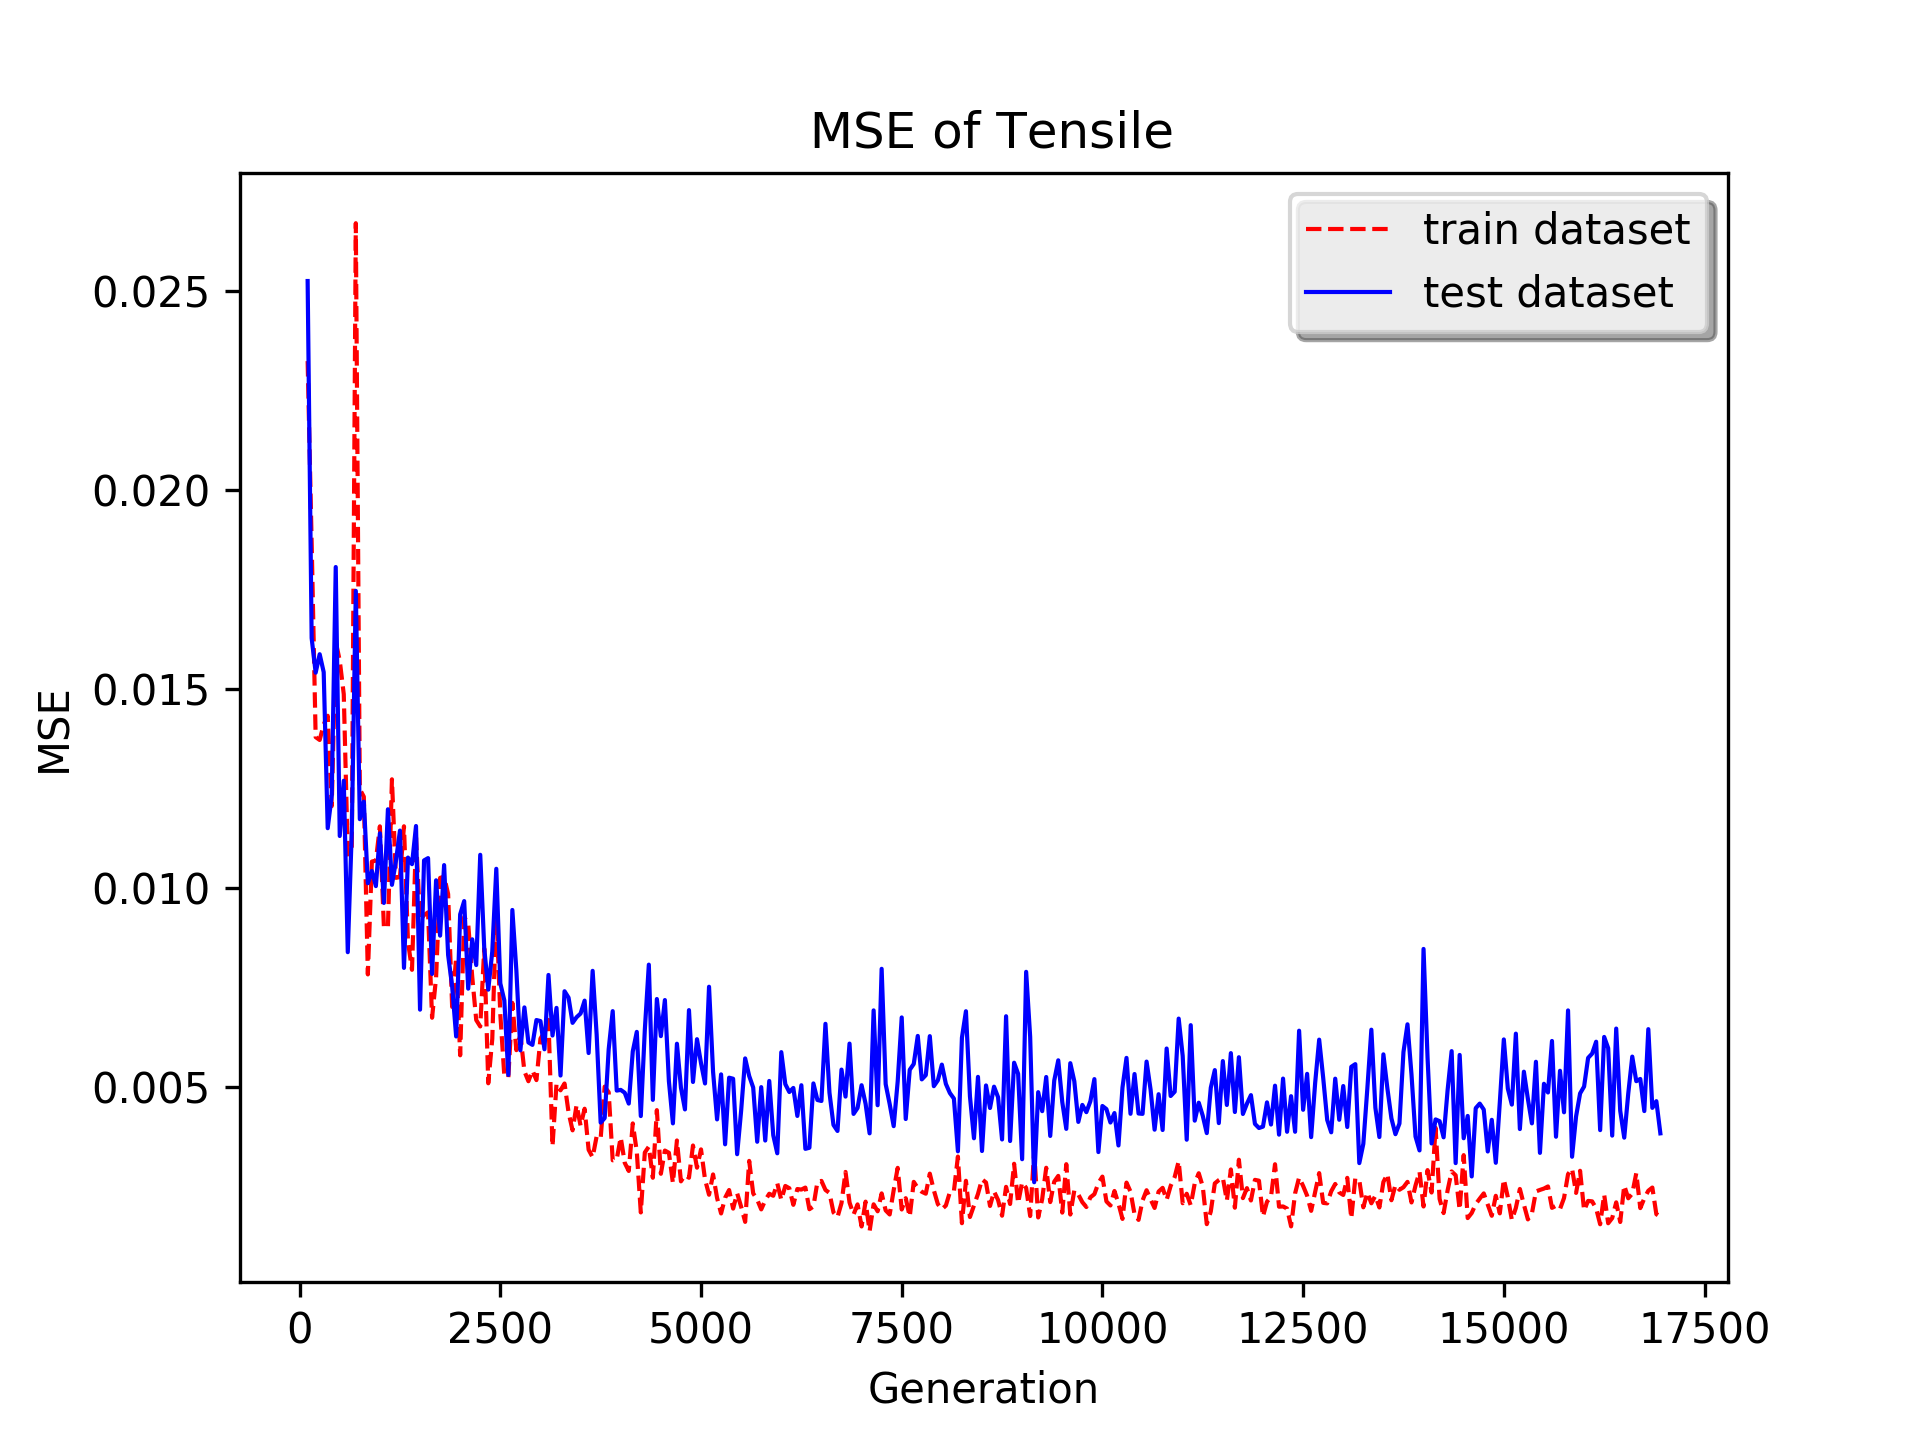 MSE of Tensile
train dataset
test dataset
MSE
0.025
0.020
0.015
0.010
0.005
0 2500 5000 7500 10000 12500 15000 17500
Generation